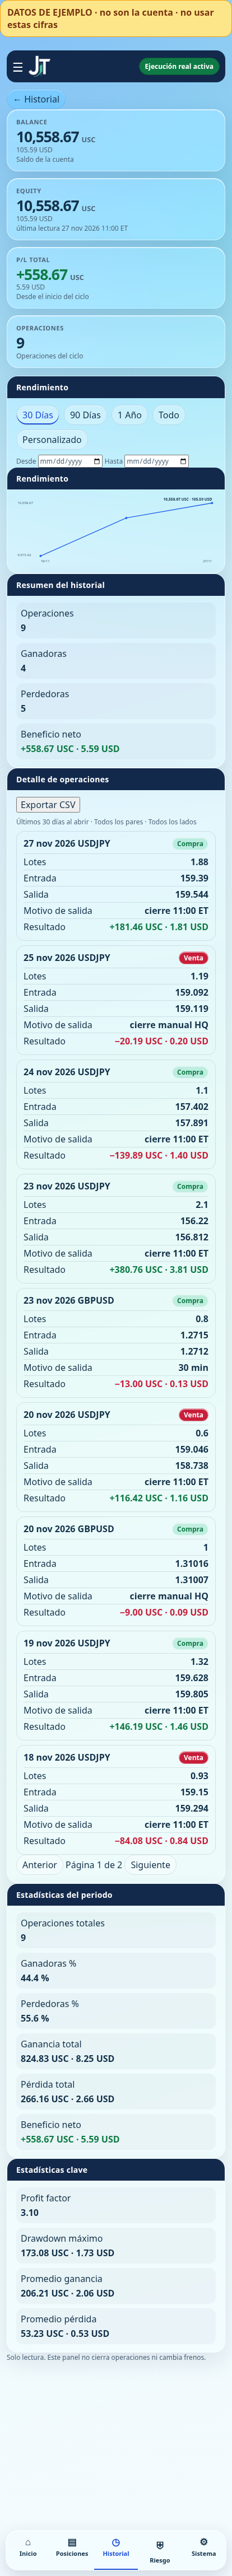 DATOS DE EJEMPLO · no son la cuenta · no usar
estas cifras
☰ JT Ejecución real activa
← Historial
BALANCE
10,558.67 USC
105.59 USD
Saldo de la cuenta
EQUITY
10,558.67 USC
105.59 USD
última lectura 27 nov 2026 11:00 ET
P/L TOTAL
+558.67 USC
5.59 USD
Desde el inicio del ciclo
OPERACIONES
9
Operaciones del ciclo
Rendimiento
30 Días 90 Días 1 Año Todo
Personalizado
Desde mm/dd/yyyy Hasta mm/dd/yyyy
Rendimiento
10,558.67 USC · 105.59 USD
10,558.67
Resumen del historial
Operaciones
9
Ganadoras
4
Perdedoras
5
Beneficio neto
+558.67 USC · 5.59 USD
Detalle de operaciones
Exportar CSV
Últimos 30 días al abrir · Todos los pares · Todos los lados
27 nov 2026 USDJPY Compra
Lotes 1.88
Entrada 159.39
Salida 159.544
Motivo de salida cierre 11:00 ET
Resultado +181.46 USC · 1.81 USD
25 nov 2026 USDJPY Venta
Lotes 1.19
Entrada 159.092
Salida 159.119
Motivo de salida cierre manual HQ
Resultado −20.19 USC · 0.20 USD
24 nov 2026 USDJPY Compra
Lotes 1.1
Entrada 157.402
Salida 157.891
Motivo de salida cierre 11:00 ET
Resultado −139.89 USC · 1.40 USD
23 nov 2026 USDJPY Compra
Lotes 2.1
Entrada 156.22
Salida 156.812
Motivo de salida cierre 11:00 ET
Resultado +380.76 USC · 3.81 USD
23 nov 2026 GBPUSD Compra
Lotes 0.8
Entrada 1.2715
Salida 1.2712
Motivo de salida 30 min
Resultado −13.00 USC · 0.13 USD
20 nov 2026 USDJPY Venta
Lotes 0.6
Entrada 159.046
Salida 158.738
Motivo de salida cierre 11:00 ET
Resultado +116.42 USC · 1.16 USD
20 nov 2026 GBPUSD Compra
Lotes 1
Entrada 1.31016
Salida 1.31007
Motivo de salida cierre manual HQ
Resultado −9.00 USC · 0.09 USD
19 nov 2026 USDJPY Compra
Lotes 1.32
Entrada 159.628
Salida 159.805
Motivo de salida cierre 11:00 ET
Resultado +146.19 USC · 1.46 USD
18 nov 2026 USDJPY Venta
Lotes 0.93
Entrada 159.15
Salida 159.294
Motivo de salida cierre 11:00 ET
Resultado −84.08 USC · 0.84 USD
Anterior Página 1 de 2 Siguiente
Estadísticas del periodo
Operaciones totales
9
Ganadoras %
44.4 %
Perdedoras %
55.6 %
Ganancia total
824.83 USC · 8.25 USD
Pérdida total
266.16 USC · 2.66 USD
Beneficio neto
+558.67 USC · 5.59 USD
Estadísticas clave
Profit factor
3.10
Drawdown máximo
173.08 USC · 1.73 USD
Promedio ganancia
206.21 USC · 2.06 USD
Promedio pérdida
53.23 USC · 0.53 USD
Solo lectura. Este panel no cierra operaciones ni cambia frenos.
Inicio Posiciones Historial Riesgo Sistema